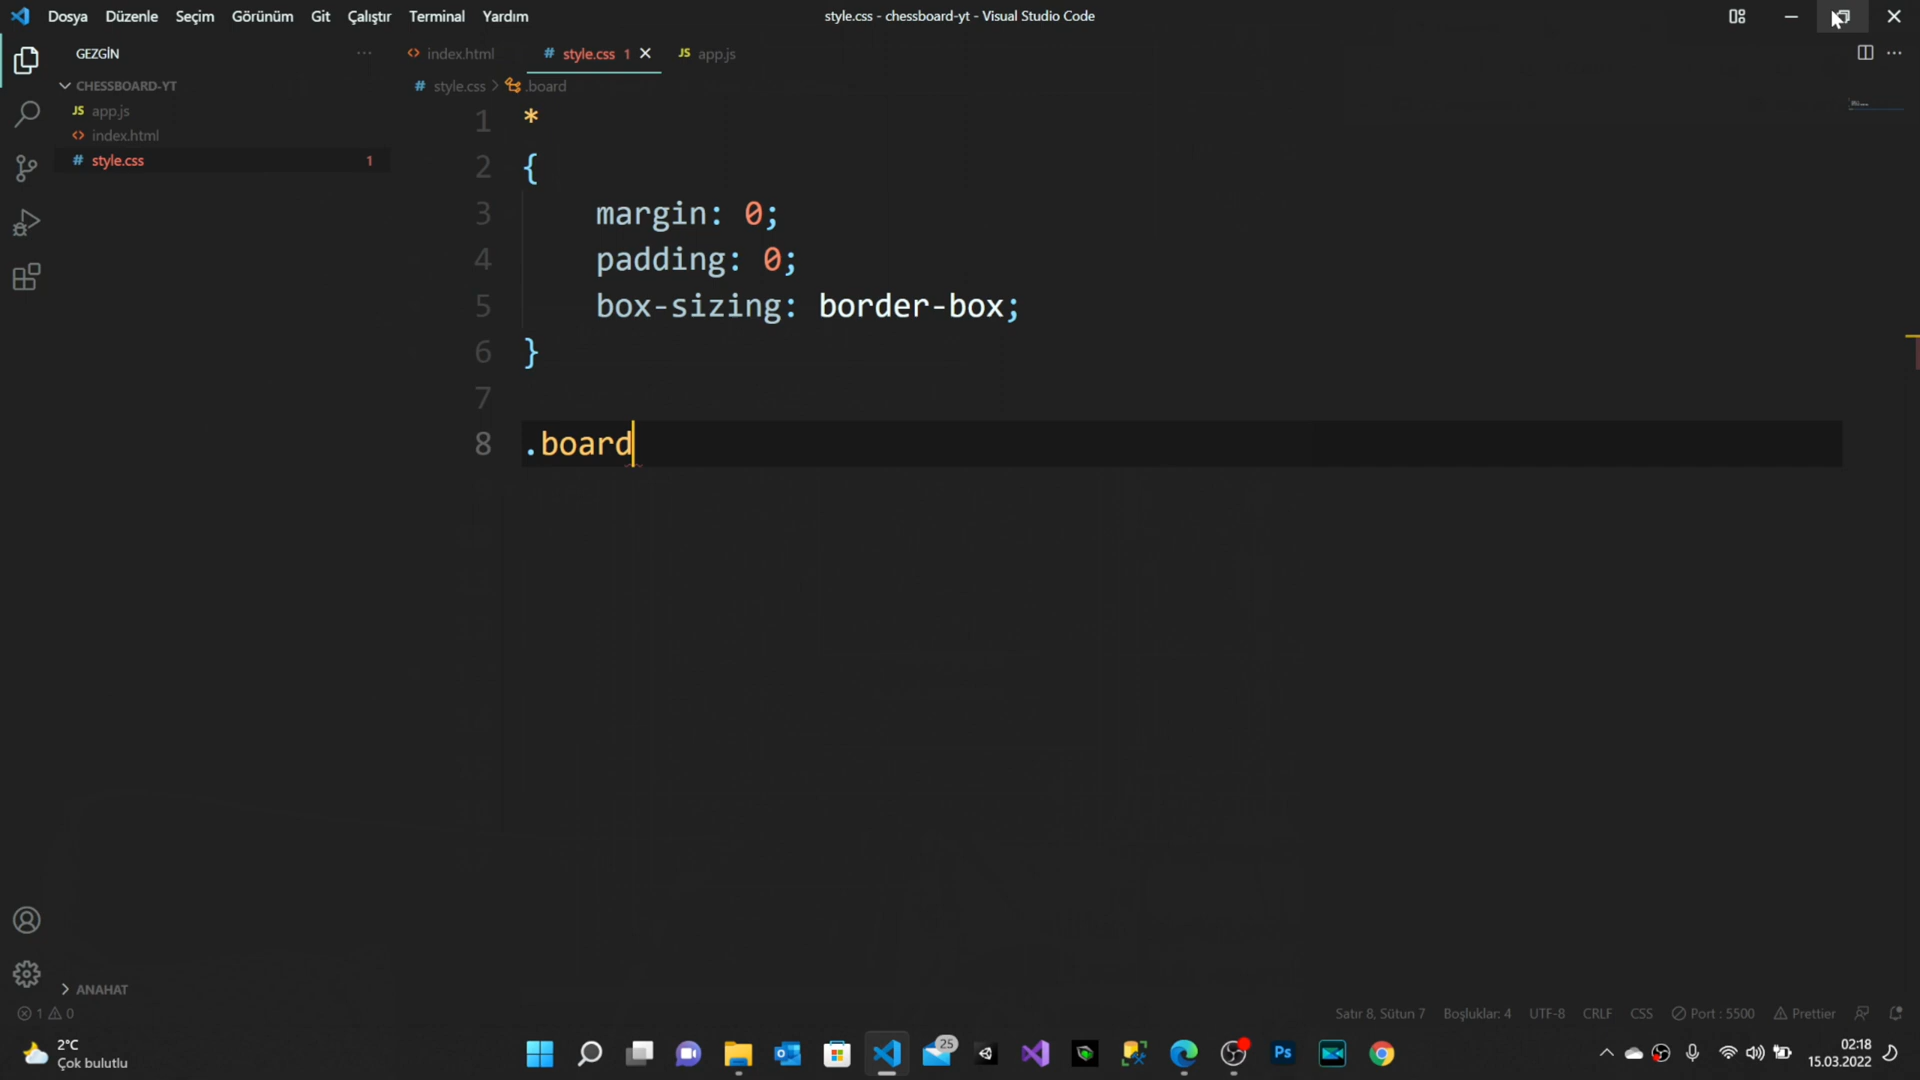 Dosya Düzenle Seçim Görünüm Git Çalıştır Terminal Yardım
style.css - chessboard-yt - Visual Studio Code
GEZGİN
CHESSBOARD-YT
JS app.js
<> index.html
# style.css 1
<> index.html # style.css 1 JS app.js
# style.css > .board
1 *
2 {
3 margin: 0;
4 padding: 0;
5 box-sizing: border-box;
6 }
7
8 .board
ANAHAT
1 0
Satır 8, Sütun 7 Boşluklar: 4 UTF-8 CRLF CSS Port : 5500 Prettier
2°C
Çok bulutlu
25
Ps
02:18
15.03.2022